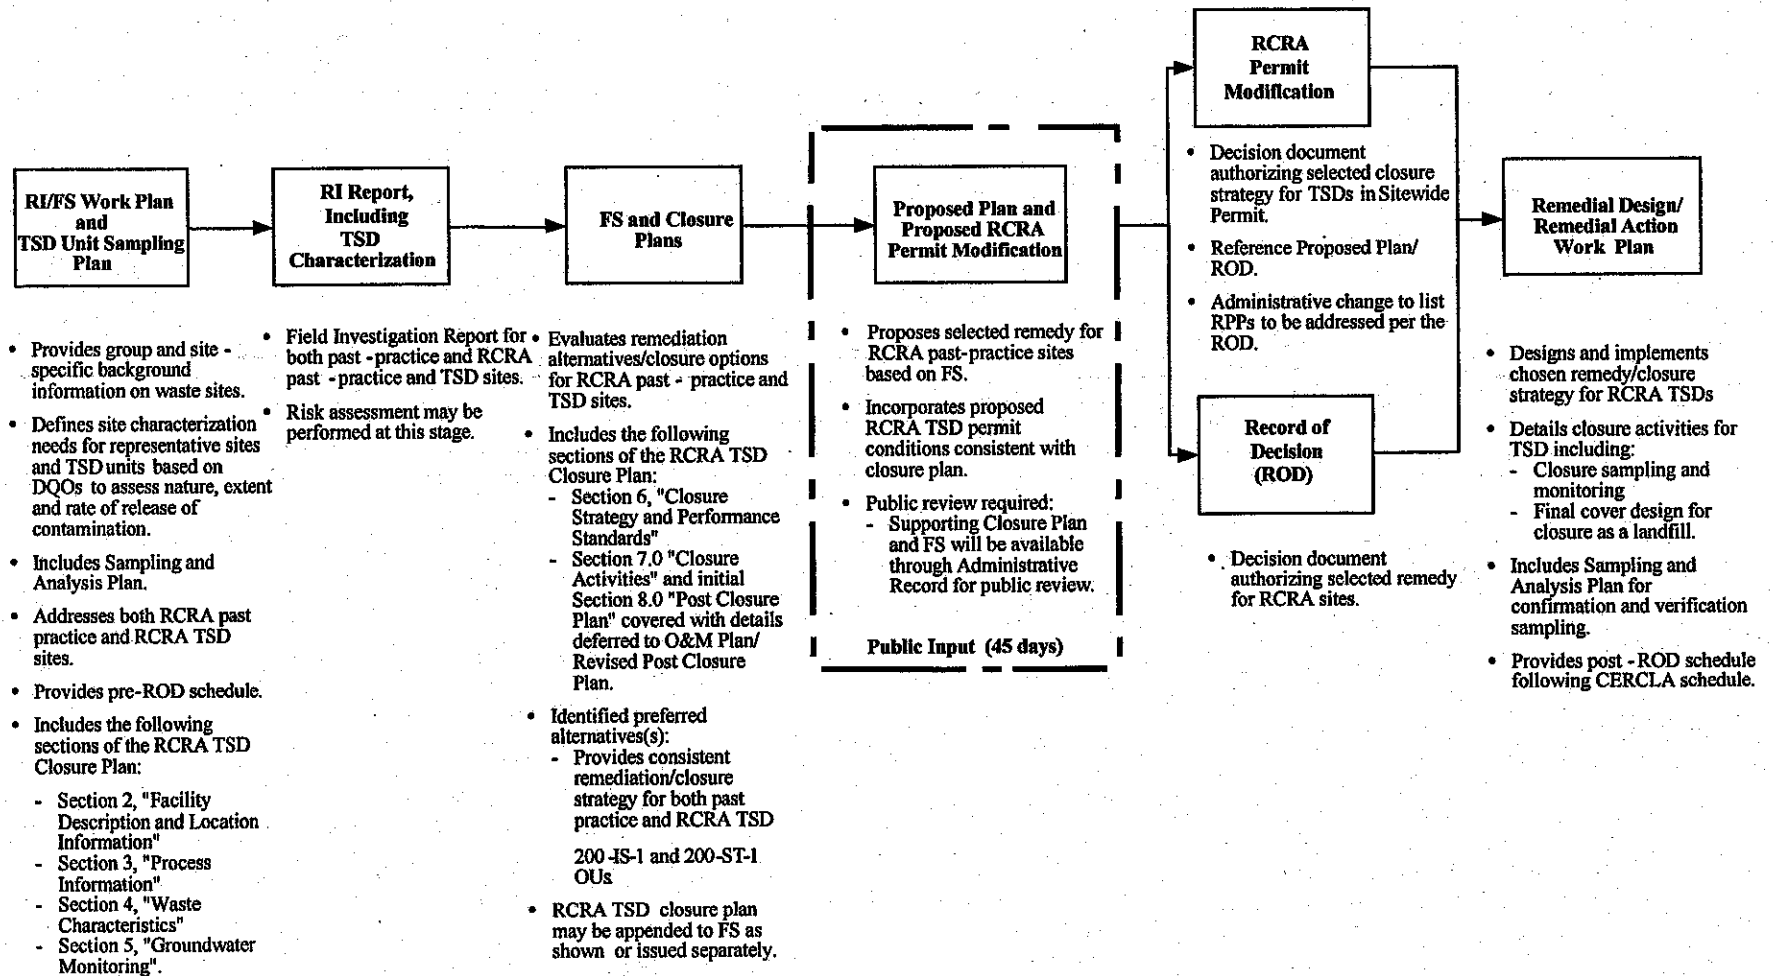 RI/FS Work Plan
and
TSD Unit Sampling
Plan
• Provides group and site -
specific background
information on waste sites.
• Defines site characterization
needs for representative sites
and TSD units based on
DQOs to assess nature, extent
and rate of release of
contamination.
• Includes Sampling and
Analysis Plan.
• Addresses both RCRA past
practice and RCRA TSD
sites.
• Provides pre-ROD schedule.
• Includes the following
sections of the RCRA TSD
Closure Plan:
- Section 2, "Facility
Description and Location
Information"
- Section 3, "Process
Information"
- Section 4, "Waste
Characteristics"
- Section 5, "Groundwater
Monitoring".
RI Report,
Including
TSD
Characterization
• Field Investigation Report for
both past -practice and RCRA
past -practice and TSD sites.
• Risk assessment may be
performed at this stage.
FS and Closure
Plans
• Evaluates remediation
alternatives/closure options
for RCRA past - practice and
TSD sites.
• Includes the following
sections of the RCRA TSD
Closure Plan:
- Section 6, "Closure
Strategy and Performance
Standards"
- Section 7.0 "Closure
Activities" and initial
Section 8.0 "Post Closure
Plan" covered with details
deferred to O&M Plan/
Revised Post Closure
Plan.
• Identified preferred
alternatives(s):
- Provides consistent
remediation/closure
strategy for both past
practice and RCRA TSD
200 -IS-1 and 200-ST-1
OUs
• RCRA TSD closure plan
may be appended to FS as
shown or issued separately.
Proposed Plan and
Proposed RCRA
Permit Modification
• Proposes selected remedy for
RCRA past-practice sites
based on FS.
• Incorporates proposed
RCRA TSD permit
conditions consistent with
closure plan.
• Public review required:
- Supporting Closure Plan
and FS will be available
through Administrative
Record for public review.
Public Input (45 days)
RCRA
Permit
Modification
• Decision document
authorizing selected closure
strategy for TSDs in Sitewide
Permit.
• Reference Proposed Plan/
ROD.
• Administrative change to list
RPPs to be addressed per the
ROD.
Record of
Decision
(ROD)
• Decision document
authorizing selected remedy
for RCRA sites.
Remedial Design/
Remedial Action
Work Plan
• Designs and implements
chosen remedy/closure
strategy for RCRA TSDs
• Details closure activities for
TSD including:
- Closure sampling and
monitoring
- Final cover design for
closure as a landfill.
• Includes Sampling and
Analysis Plan for
confirmation and verification
sampling.
• Provides post -ROD schedule
following CERCLA schedule.